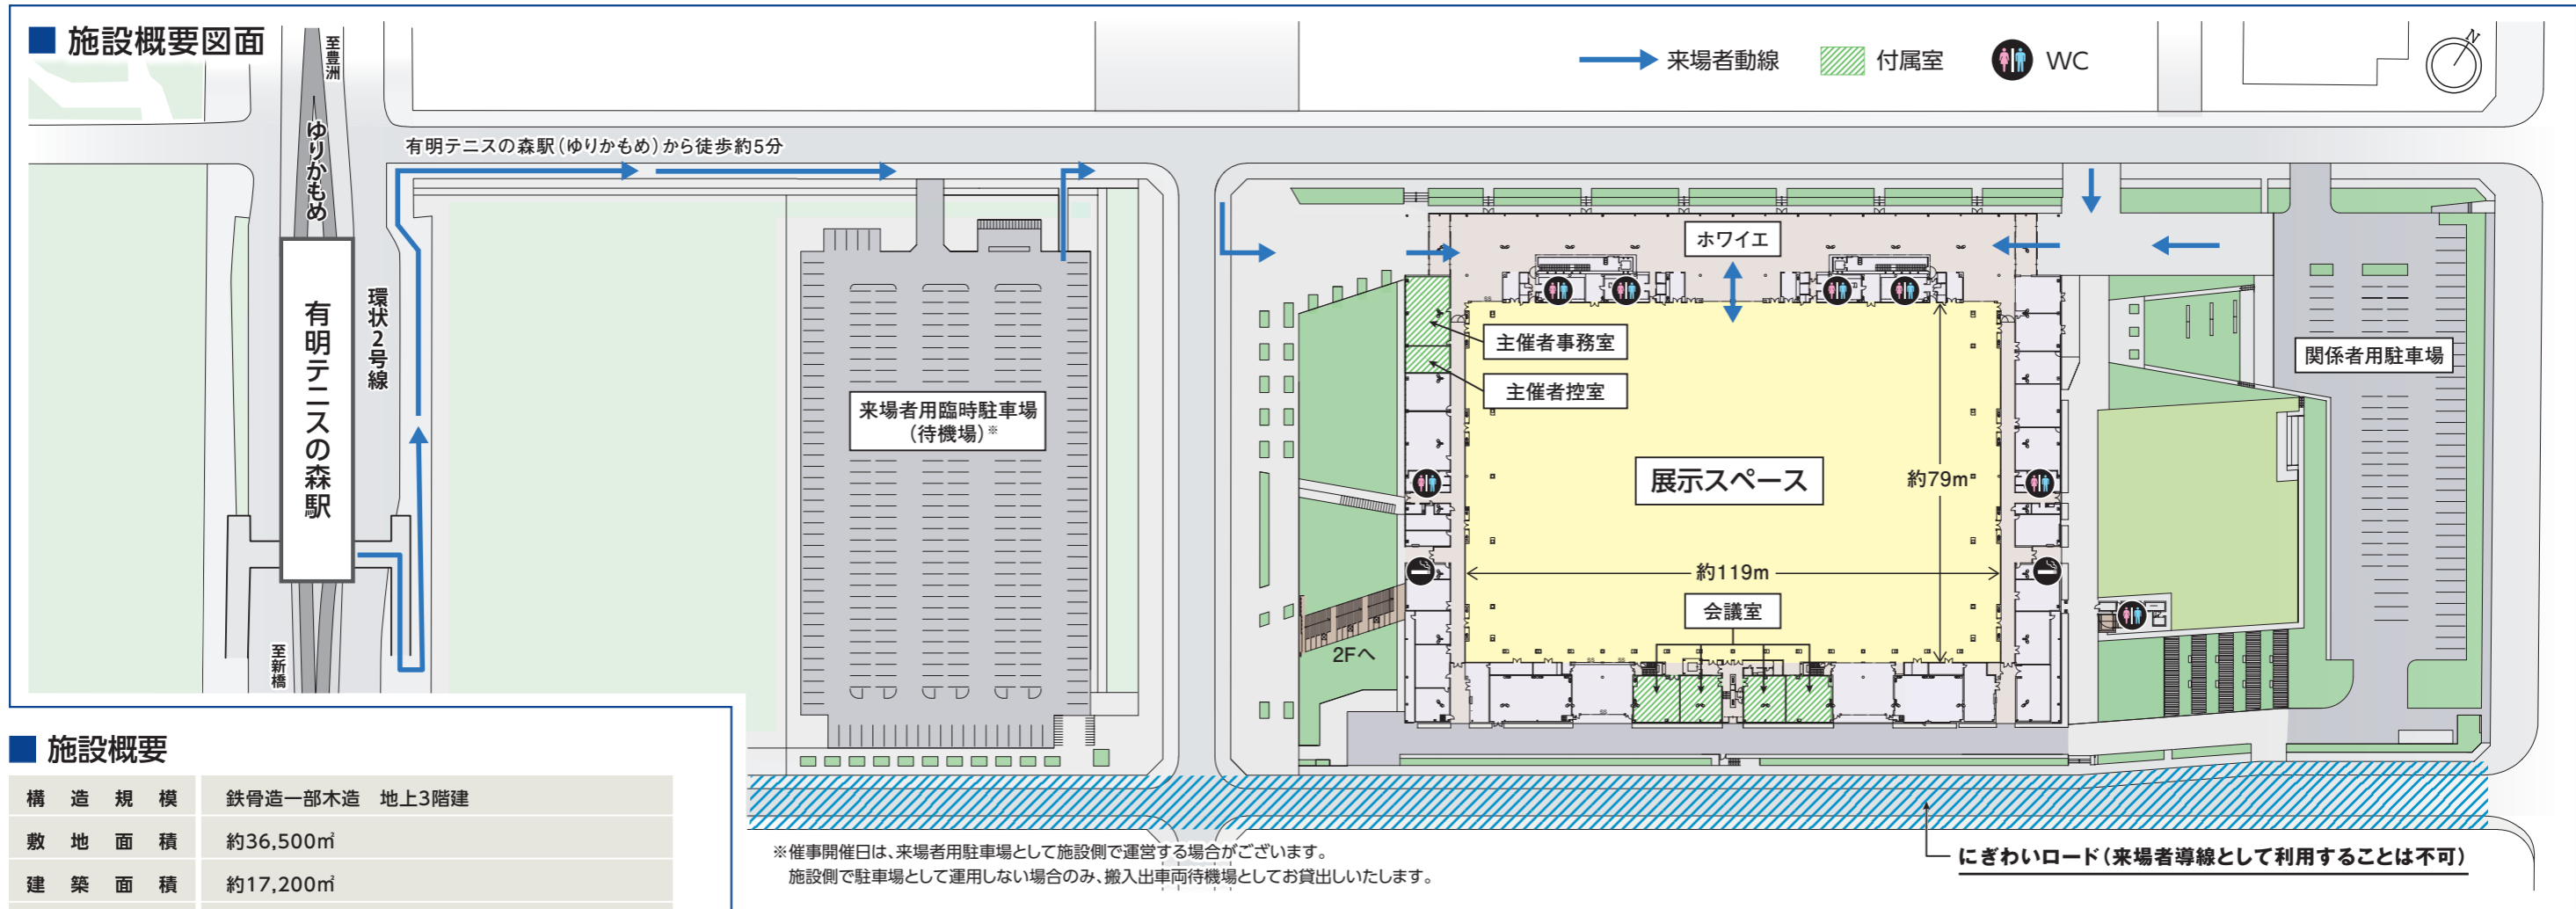 ■ 施設概要図面
至豊洲
ゆりかもめ
有明テニスの森駅
環状2号線
至新橋
有明テニスの森駅(ゆりかもめ)から徒歩約5分
来場者動線
付属室
WC
N
来場者用臨時駐車場
(待機場)※
ホワイエ
主催者事務室
主催者控室
展示スペース
約79m
約119m
会議室
2Fへ
関係者用駐車場
SS
SS
SS
SS
■ 施設概要
構造規模 鉄骨造一部木造 地上3階建
敷地面積 約36,500㎡
建築面積 約17,200㎡
※催事開催日は、来場者用駐車場として施設側で運営する場合がございます。
施設側で駐車場として運用しない場合のみ、搬入出車両待機場としてお貸出しいたします。
にぎわいロード(来場者導線として利用することは不可)